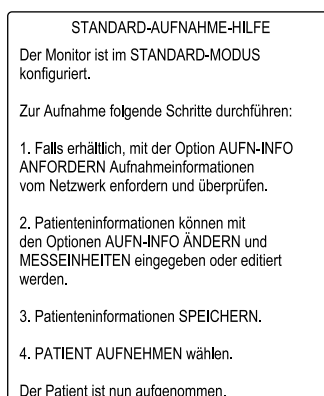 STANDARD-AUFNAHME-HILFE
Der Monitor ist im STANDARD-MODUS
konfiguriert.
Zur Aufnahme folgende Schritte durchführen:
1. Falls erhältlich, mit der Option AUFN-INFO
ANFORDERN Aufnahmeinformationen
vom Netzwerk enfordern und überprüfen.
2. Patienteninformationen können mit
den Optionen AUFN-INFO ÄNDERN und
MESSEINHEITEN eingegeben oder editiert
werden.
3. Patienteninformationen SPEICHERN.
4. PATIENT AUFNEHMEN wählen.
Der Patient ist nun aufgenommen.